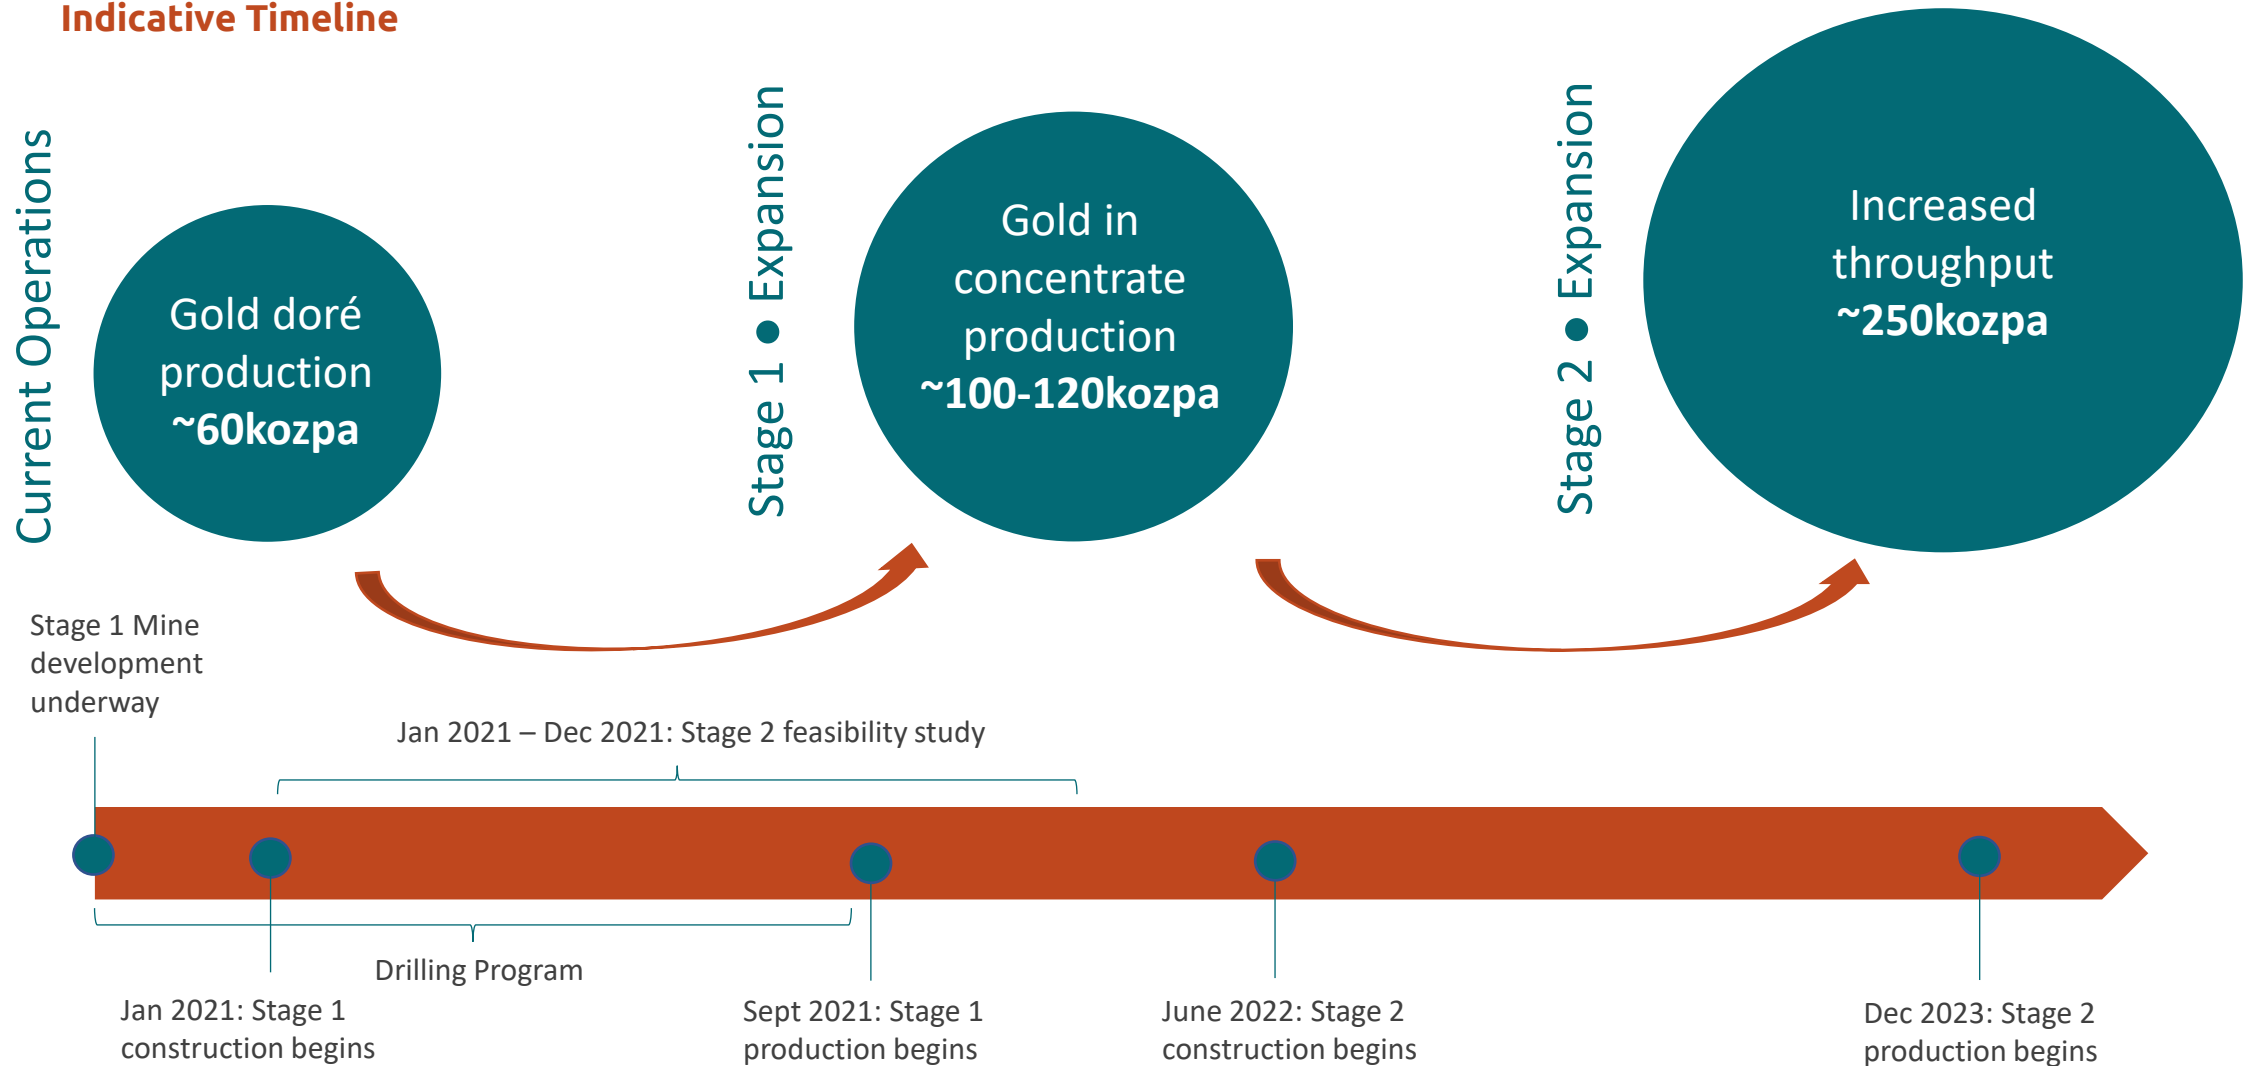 Indicative Timeline
Current Operations
Gold doré
production
~60kozpa
Stage 1 ● Expansion
Gold in
concentrate
production
~100-120kozpa
Stage 2 ● Expansion
Increased
throughput
~250kozpa
Stage 1 Mine
development
underway
Jan 2021 – Dec 2021: Stage 2 feasibility study
Drilling Program
Jan 2021: Stage 1
construction begins
Sept 2021: Stage 1
production begins
June 2022: Stage 2
construction begins
Dec 2023: Stage 2
production begins